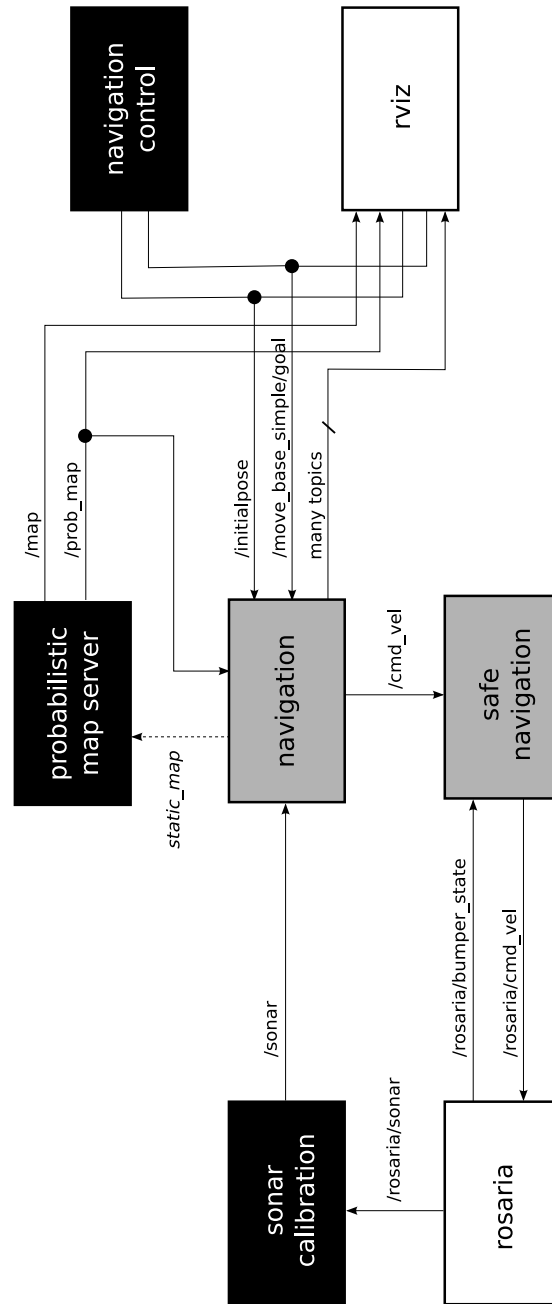 probabilistic
map server
/map
/prob_map
navigation
control
static_map
sonar
calibration
/sonar
navigation
/initialpose
/move_base_simple/goal
many topics
rviz
/rosaria/sonar
/cmd_vel
rosaria
/rosaria/bumper_state
/rosaria/cmd_vel
safe
navigation